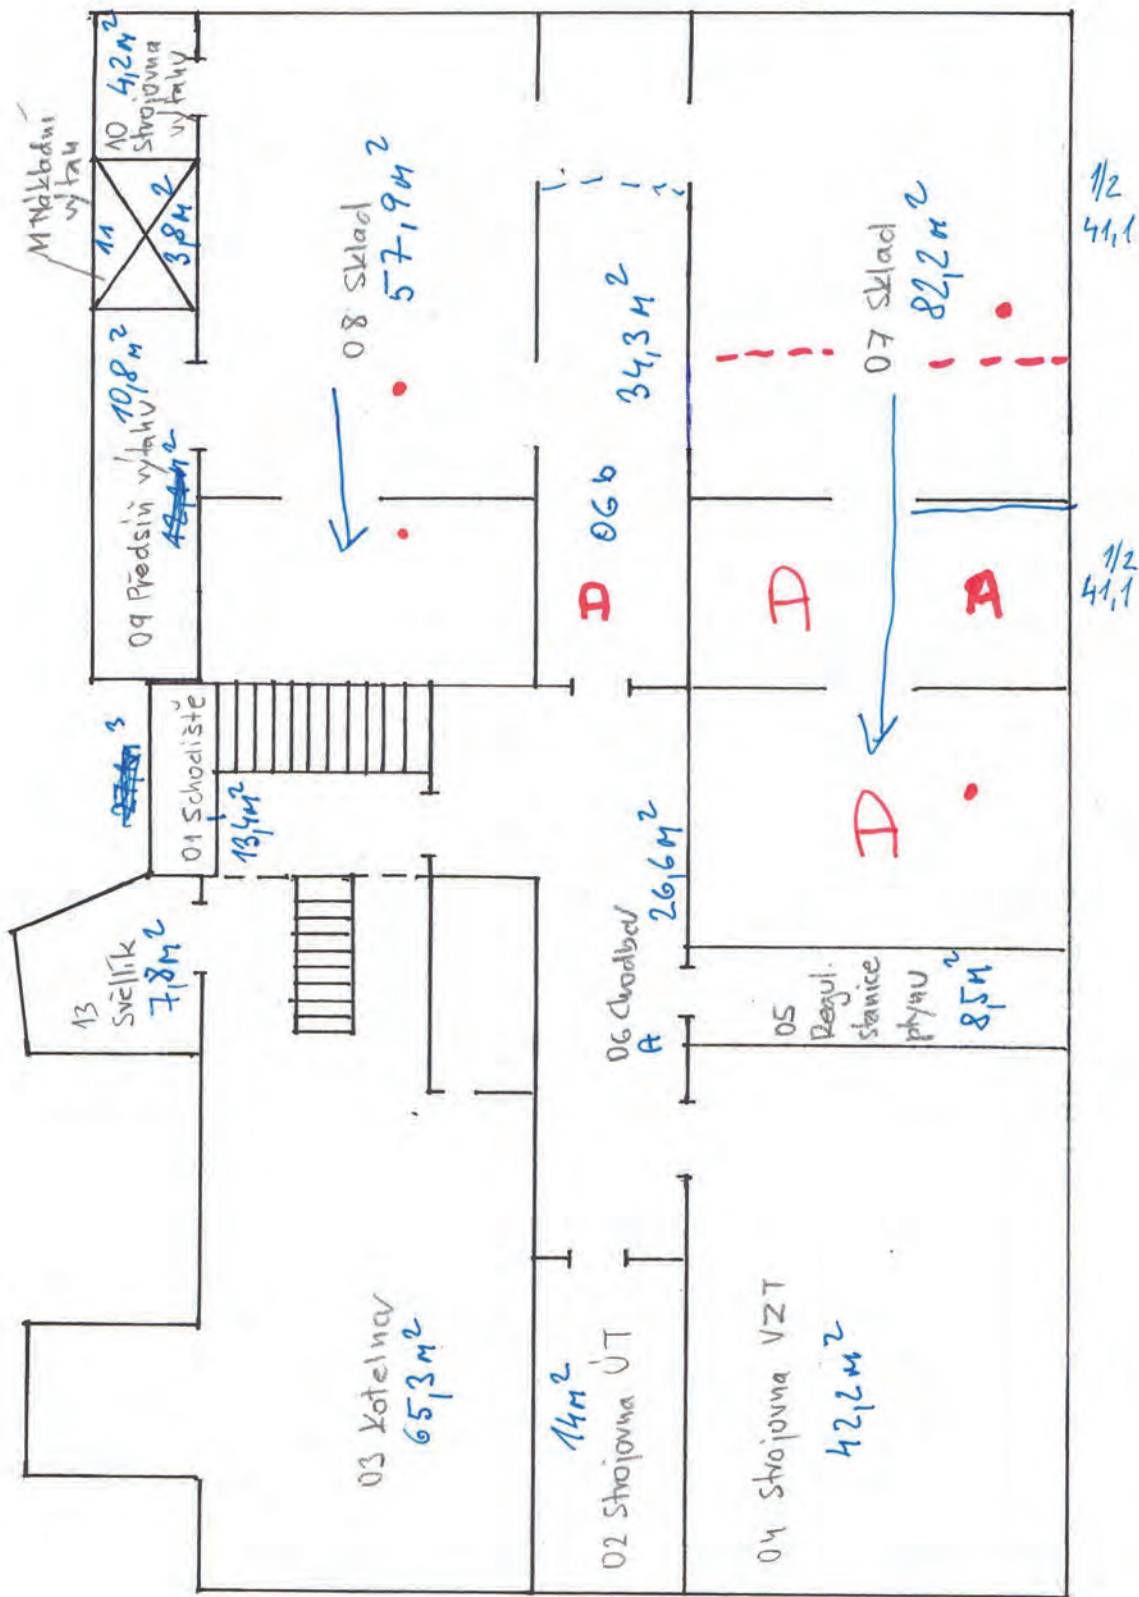 11 Nákladní
výtah
11
3,8 m²
10
Strojovna
výtahu
4,2 m²
09 Předsíň výtahu
10,8 m²
08 Sklad
57,9 m²
34,3 m²
06b
D
07 Sklad
82,2 m²
1/2
41,1
1/2
41,1
D
A
D
01 Schodiště
13,4 m²
13
Světlík
7,8 m²
06 Chodba
A
26,6 m²
05
Regul.
stanice
plynu
8,5 m²
03 Kotelna
65,3 m²
14 m²
02 Strojovna ÚT
04 Strojovna VZT
42,2 m²